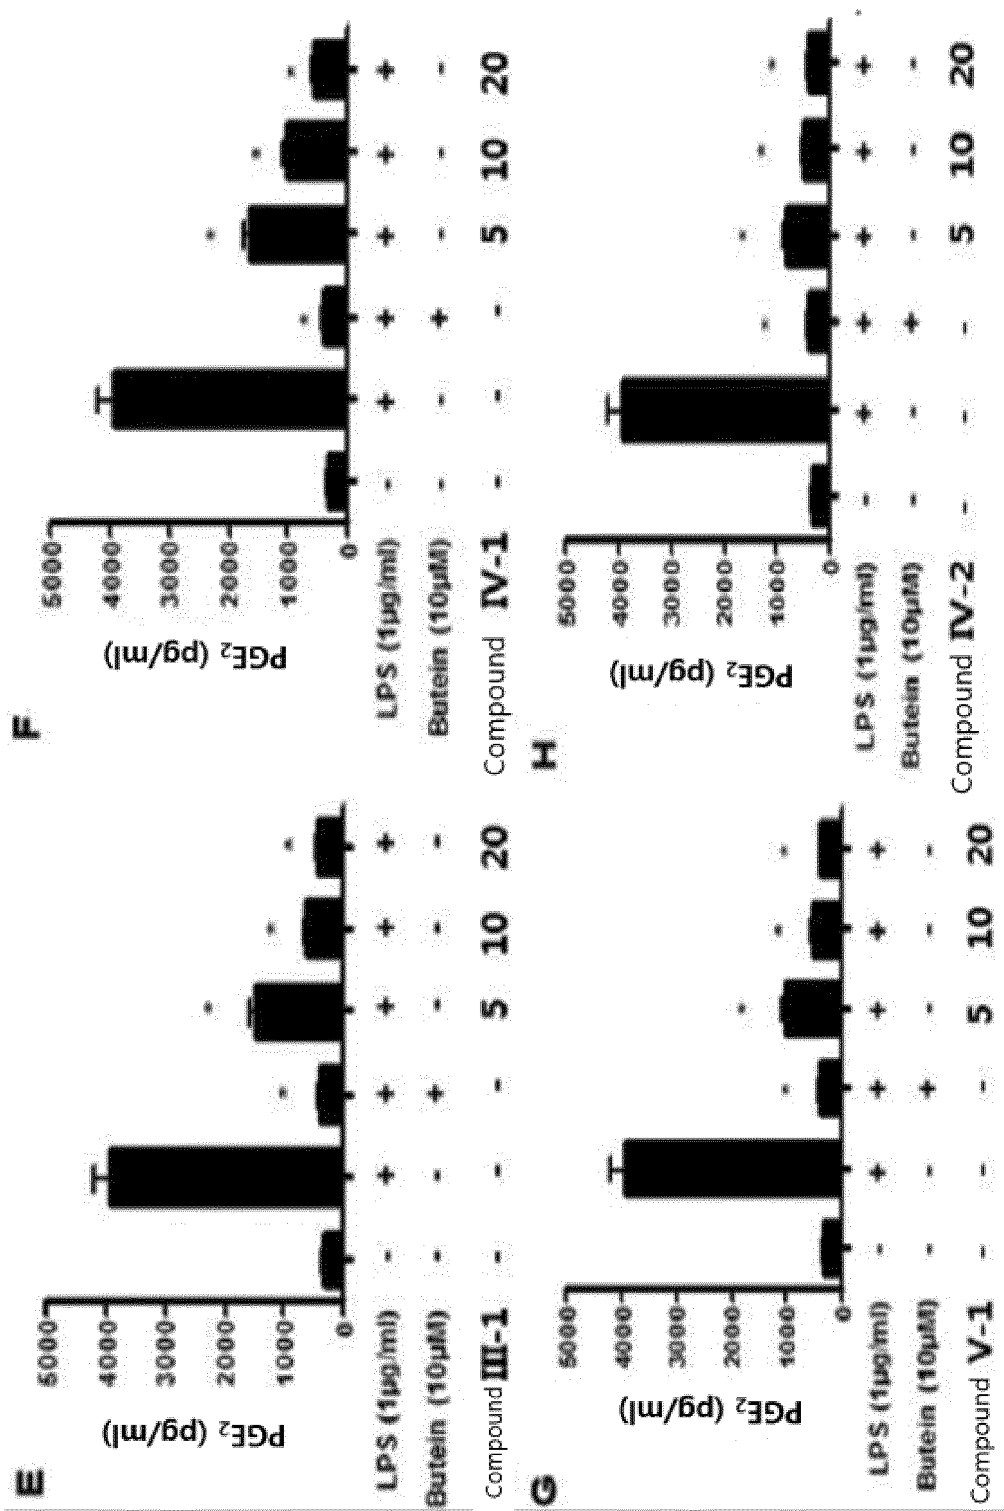 E
PGE2 (pg/ml)
5000
4000
3000
2000
1000
0
LPS (1μg/ml) - + + + + +
Butein (10μM) - - + - - -
Compound III-1 - - - 5 10 20
F
PGE2 (pg/ml)
5000
4000
3000
2000
1000
0
LPS (1μg/ml) - + + + + +
Butein (10μM) - - + - - -
Compound IV-1 - - - 5 10 20
G
PGE2 (pg/ml)
5000
4000
3000
2000
1000
0
LPS (1μg/ml) - + + + + +
Butein (10μM) - - + - - -
Compound V-1 - - - 5 10 20
H
PGE2 (pg/ml)
5000
4000
3000
2000
1000
0
LPS (1μg/ml) - + + + + +
Butein (10μM) - - + - - -
Compound IV-2 - - - 5 10 20